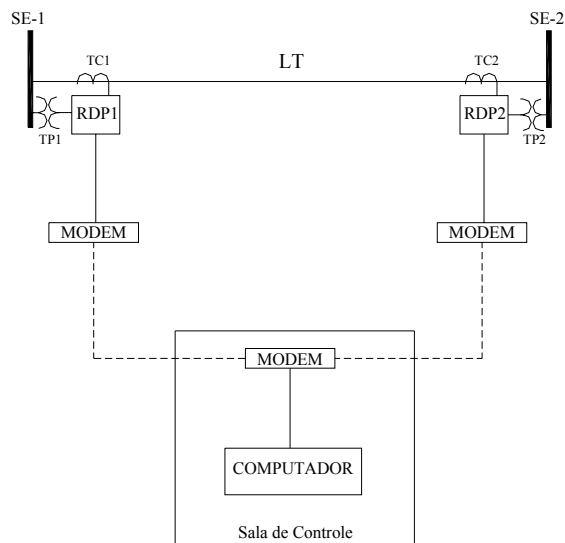 SE-1
SE-2
TC1
LT
TC2
RDP1
RDP2
TP1
TP2
MODEM
MODEM
MODEM
COMPUTADOR
Sala de Controle